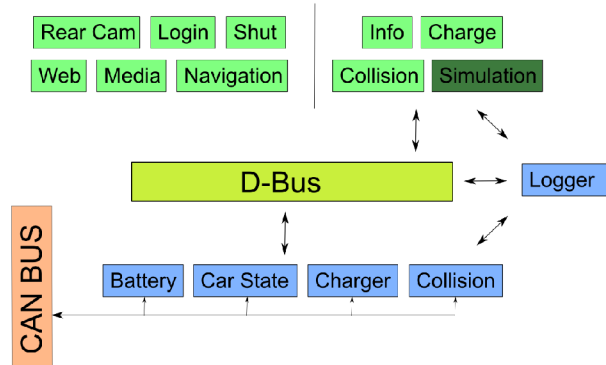 Rear Cam Login Shut Info Charge
Web Media Navigation Collision Simulation
D-Bus Logger
CAN BUS
Battery Car State Charger Collision